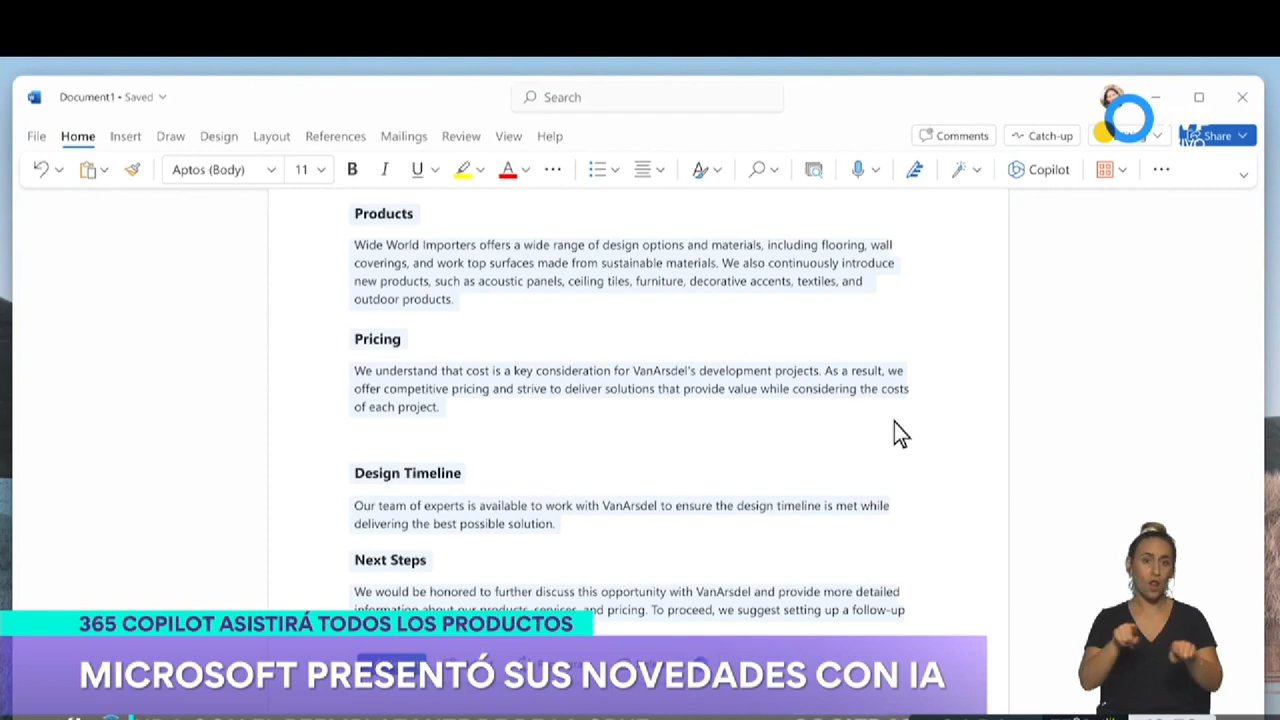 Document1 • Saved
Search
File Home Insert Draw Design Layout References Mailings Review View Help
Comments Catch-up Share
Aptos (Body) 11 B I U A Copilot
Products
Wide World Importers offers a wide range of design options and materials, including flooring, wall
coverings, and work top surfaces made from sustainable materials. We also continuously introduce
new products, such as acoustic panels, ceiling tiles, furniture, decorative accents, textiles, and
outdoor products.
Pricing
We understand that cost is a key consideration for VanArsdel's development projects. As a result, we
offer competitive pricing and strive to deliver solutions that provide value while considering the costs
of each project.
Design Timeline
Our team of experts is available to work with VanArsdel to ensure the design timeline is met while
delivering the best possible solution.
Next Steps
We would be honored to further discuss this opportunity with VanArsdel and provide more detailed
information about our products, services, and pricing. To proceed, we suggest setting up a follow-up
365 COPILOT ASISTIRÁ TODOS LOS PRODUCTOS
MICROSOFT PRESENTÓ SUS NOVEDADES CON IA